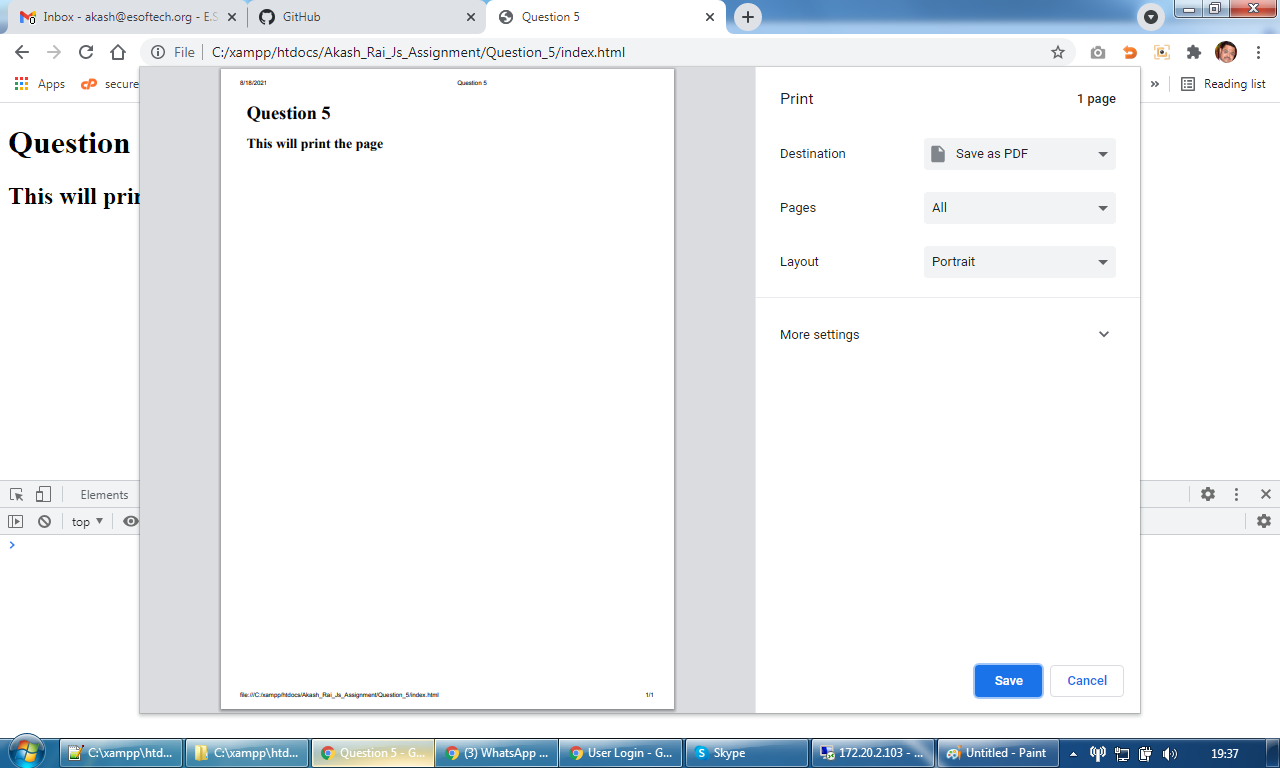 Inbox - akash@esoftech.org - E.S
GitHub
Question 5
File
C:/xampp/htdocs/Akash_Rai_Js_Assignment/Question_5/index.html
Apps
secure
Reading list
Question
This will prin
8/18/2021
Question 5
Question 5
This will print the page
file:///C:/xampp/htdocs/Akash_Rai_Js_Assignment/Question_5/index.html
1/1
Print
1 page
Destination
Save as PDF
Pages
All
Layout
Portrait
More settings
Save
Cancel
Elements
top
C:\xampp\htd...
C:\xampp\htd...
Question 5 - G...
(3) WhatsApp ...
User Login - G...
Skype
172.20.2.103 - ...
Untitled - Paint
19:37